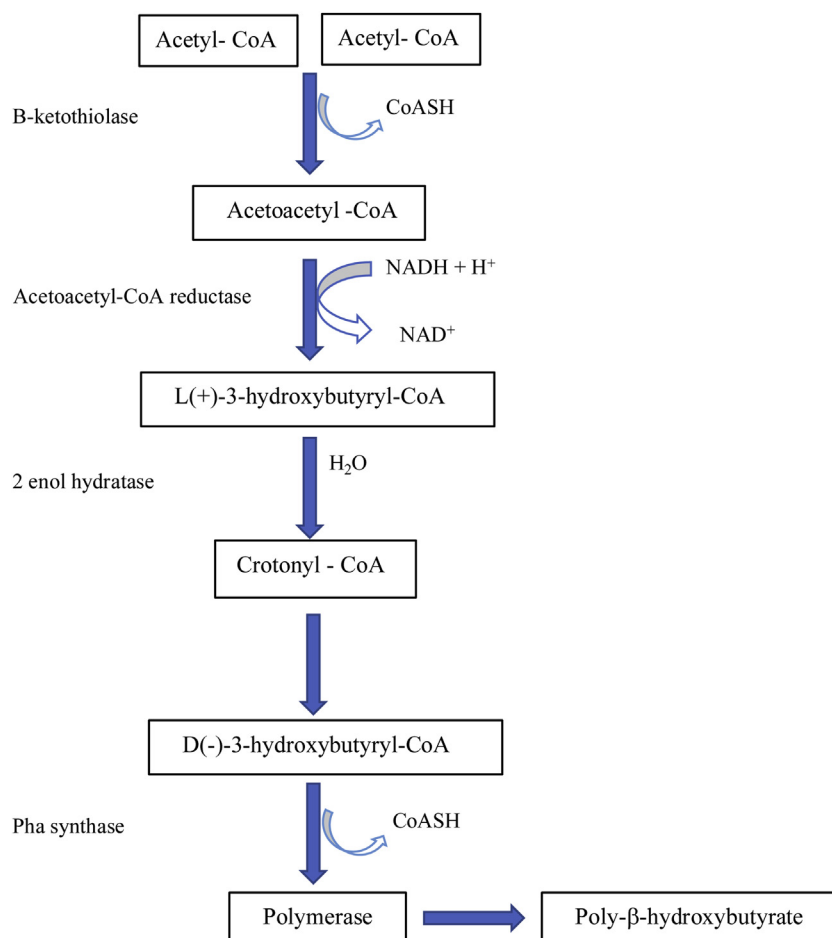 Acetyl- CoA
Acetyl- CoA
B-ketothiolase
CoASH
Acetoacetyl -CoA
NADH + H⁺
Acetoacetyl-CoA reductase
NAD⁺
L(+)-3-hydroxybutyryl-CoA
H₂O
2 enol hydratase
Crotonyl - CoA
D(-)-3-hydroxybutyryl-CoA
Pha synthase
CoASH
Polymerase
Poly-β-hydroxybutyrate